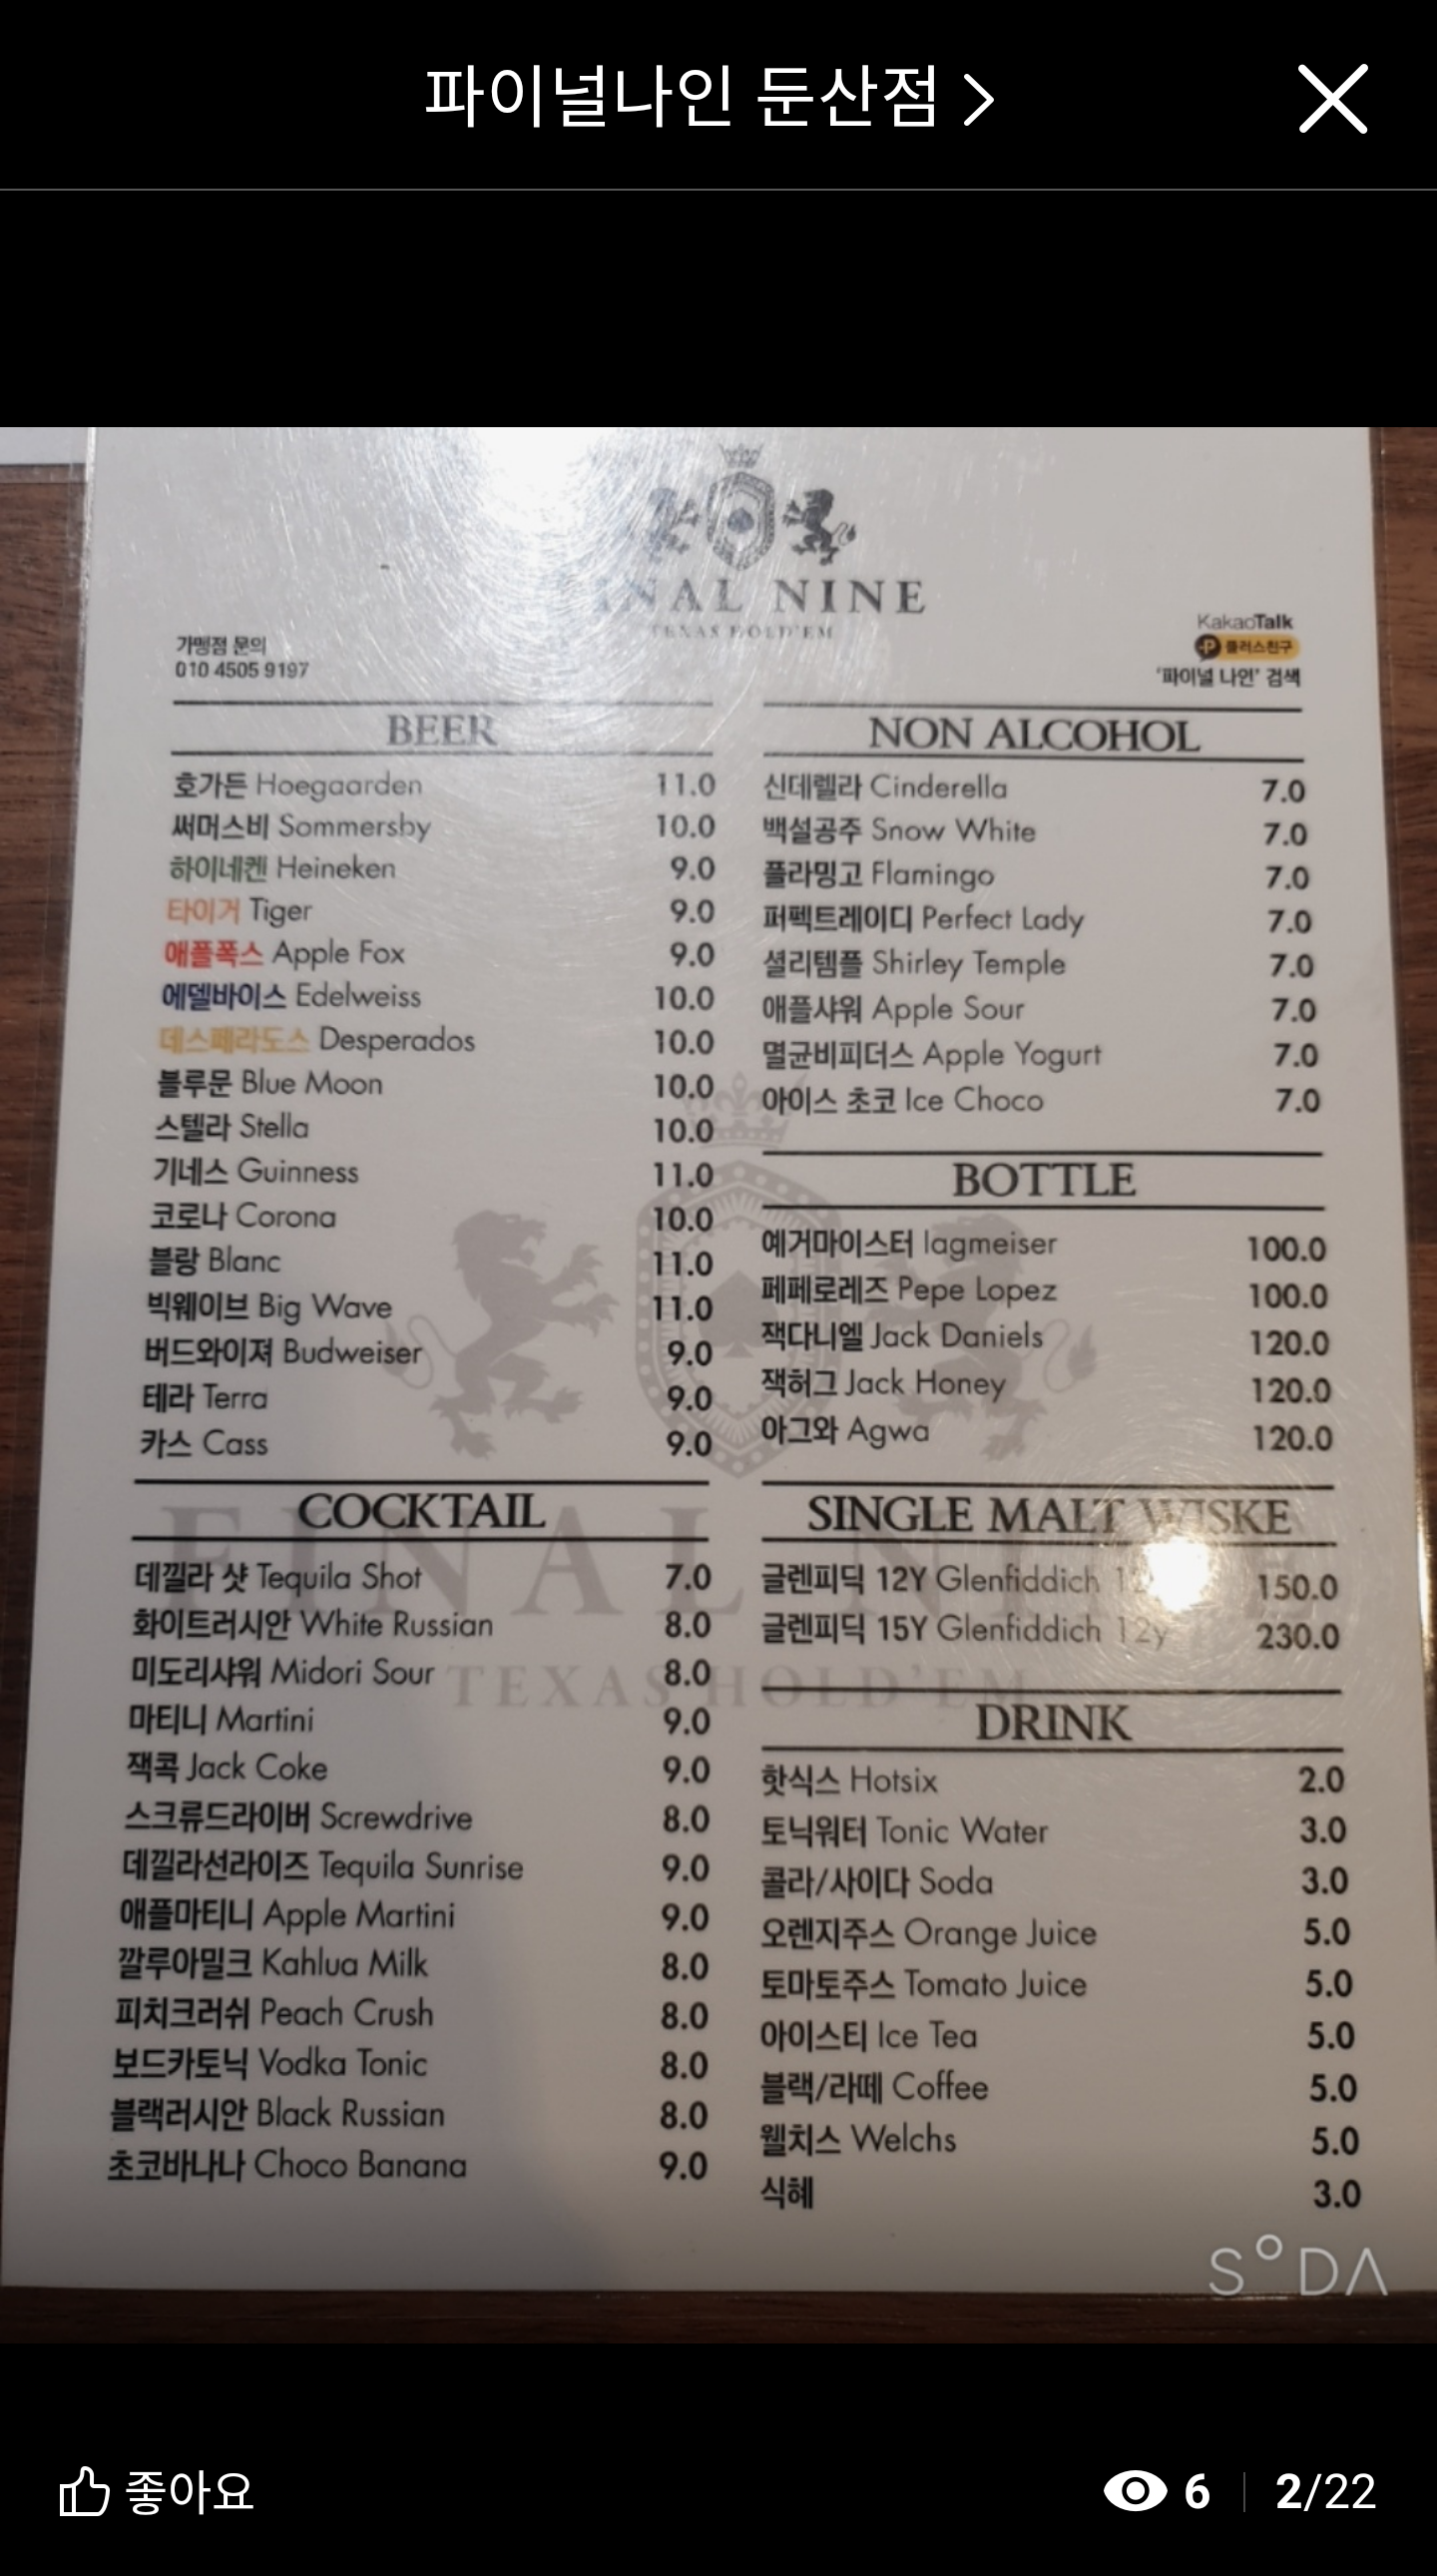 파이널나인 둔산점 >
INAL NINE
TEXAS HOLD'EM
가맹점 문의
010 4505 9197
KakaoTalk
플러스친구
'파이널 나인' 검색
BEER
호가든 Hoegaarden 11.0
써머스비 Sommersby 10.0
하이네켄 Heineken 9.0
타이거 Tiger 9.0
애플폭스 Apple Fox 9.0
에델바이스 Edelweiss 10.0
데스페라도스 Desperados 10.0
블루문 Blue Moon 10.0
스텔라 Stella 10.0
기네스 Guinness 11.0
코로나 Corona 10.0
블랑 Blanc 11.0
빅웨이브 Big Wave 11.0
버드와이져 Budweiser 9.0
테라 Terra 9.0
카스 Cass 9.0
COCKTAIL
데낄라 샷 Tequila Shot 7.0
화이트러시안 White Russian 8.0
미도리샤워 Midori Sour 8.0
마티니 Martini 9.0
잭콕 Jack Coke 9.0
스크류드라이버 Screwdrive 8.0
데낄라선라이즈 Tequila Sunrise 9.0
애플마티니 Apple Martini 9.0
깔루아밀크 Kahlua Milk 8.0
피치크러쉬 Peach Crush 8.0
보드카토닉 Vodka Tonic 8.0
블랙러시안 Black Russian 8.0
초코바나나 Choco Banana 9.0
NON ALCOHOL
신데렐라 Cinderella 7.0
백설공주 Snow White 7.0
플라밍고 Flamingo 7.0
퍼펙트레이디 Perfect Lady 7.0
셜리템플 Shirley Temple 7.0
애플샤워 Apple Sour 7.0
멸균비피더스 Apple Yogurt 7.0
아이스 초코 Ice Choco 7.0
BOTTLE
예거마이스터 Iagmeiser 100.0
페페로레즈 Pepe Lopez 100.0
잭다니엘 Jack Daniels 120.0
잭허그 Jack Honey 120.0
아그와 Agwa 120.0
SINGLE MALT WISKE
글렌피딕 12Y Glenfiddich 150.0
글렌피딕 15Y Glenfiddich 12y 230.0
DRINK
핫식스 Hotsix 2.0
토닉워터 Tonic Water 3.0
콜라/사이다 Soda 3.0
오렌지주스 Orange Juice 5.0
토마토주스 Tomato Juice 5.0
아이스티 Ice Tea 5.0
블랙/라떼 Coffee 5.0
웰치스 Welchs 5.0
식혜 3.0
FINAL NINE
TEXAS HOLD'EM
SODA
좋아요
6 2/22